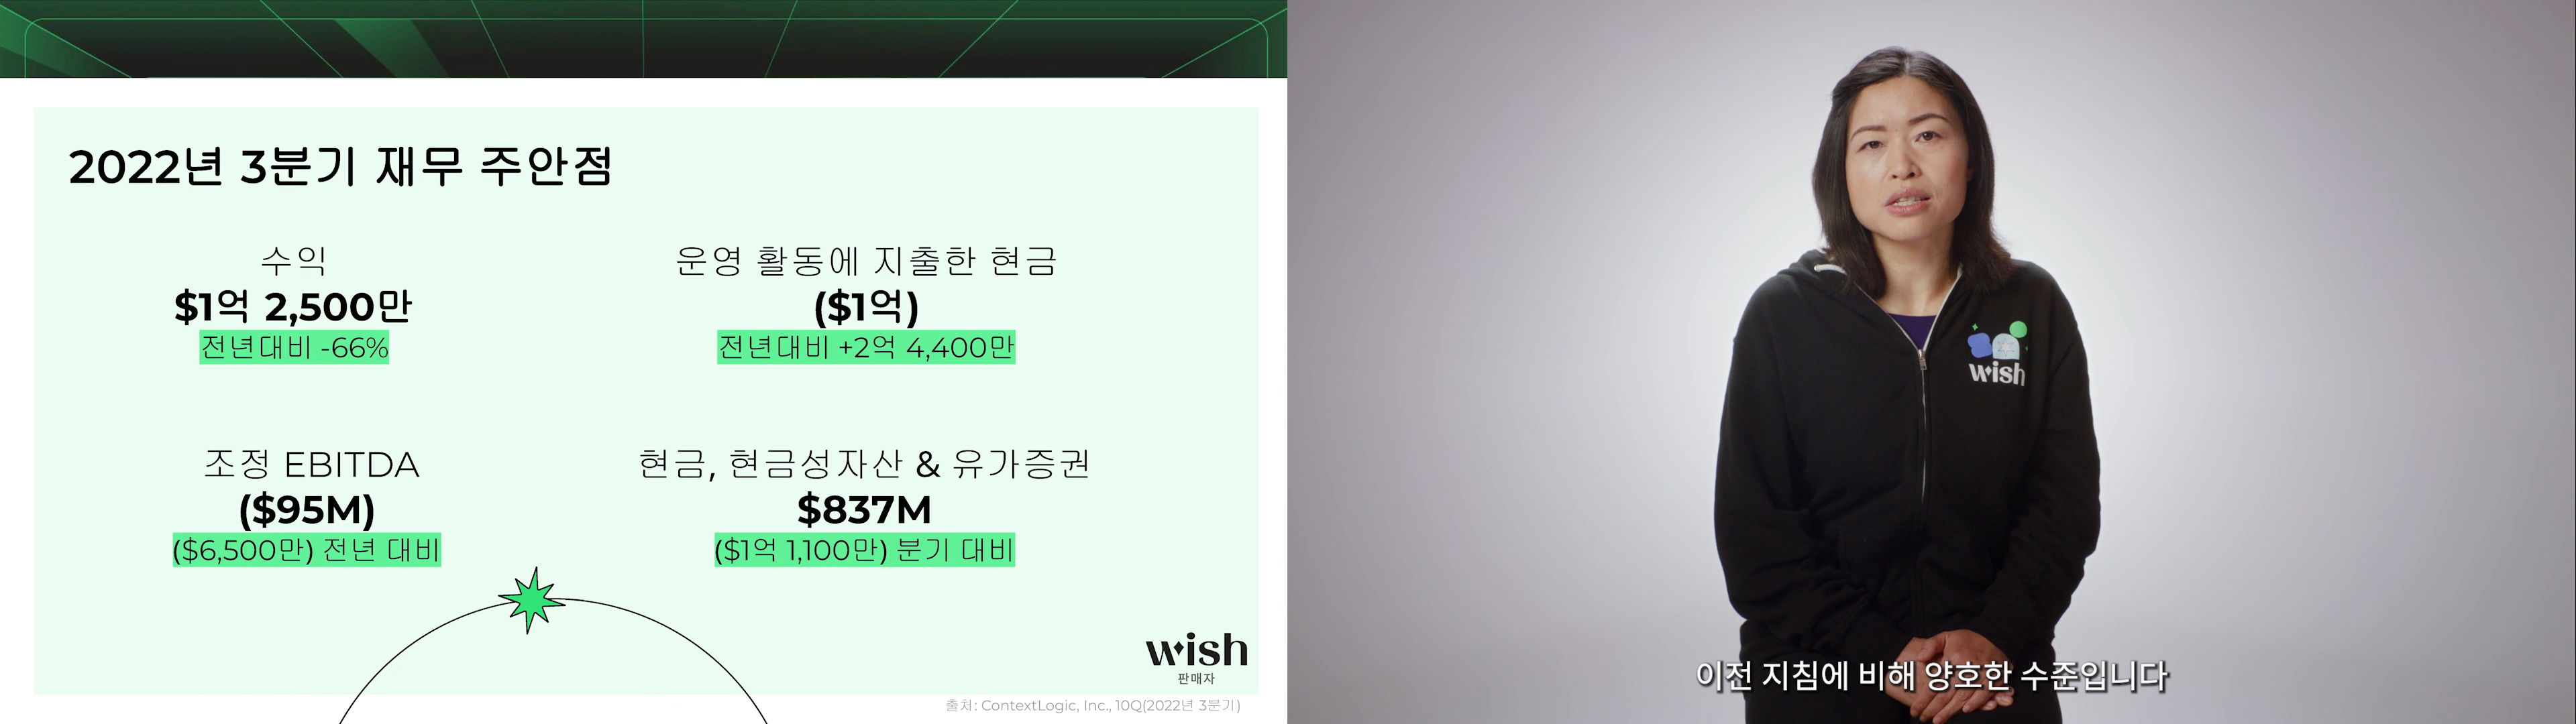 2022년 3분기 재무 주안점
수익
$1억 2,500만
전년대비 -66%
운영 활동에 지출한 현금
($1억)
전년대비 +2억 4,400만
조정 EBITDA
($95M)
($6,500만) 전년 대비
현금, 현금성자산 & 유가증권
$837M
($1억 1,100만) 분기 대비
wish
판매자
출처: ContextLogic, Inc., 10Q(2022년 3분기)
wish
이전 지침에 비해 양호한 수준입니다